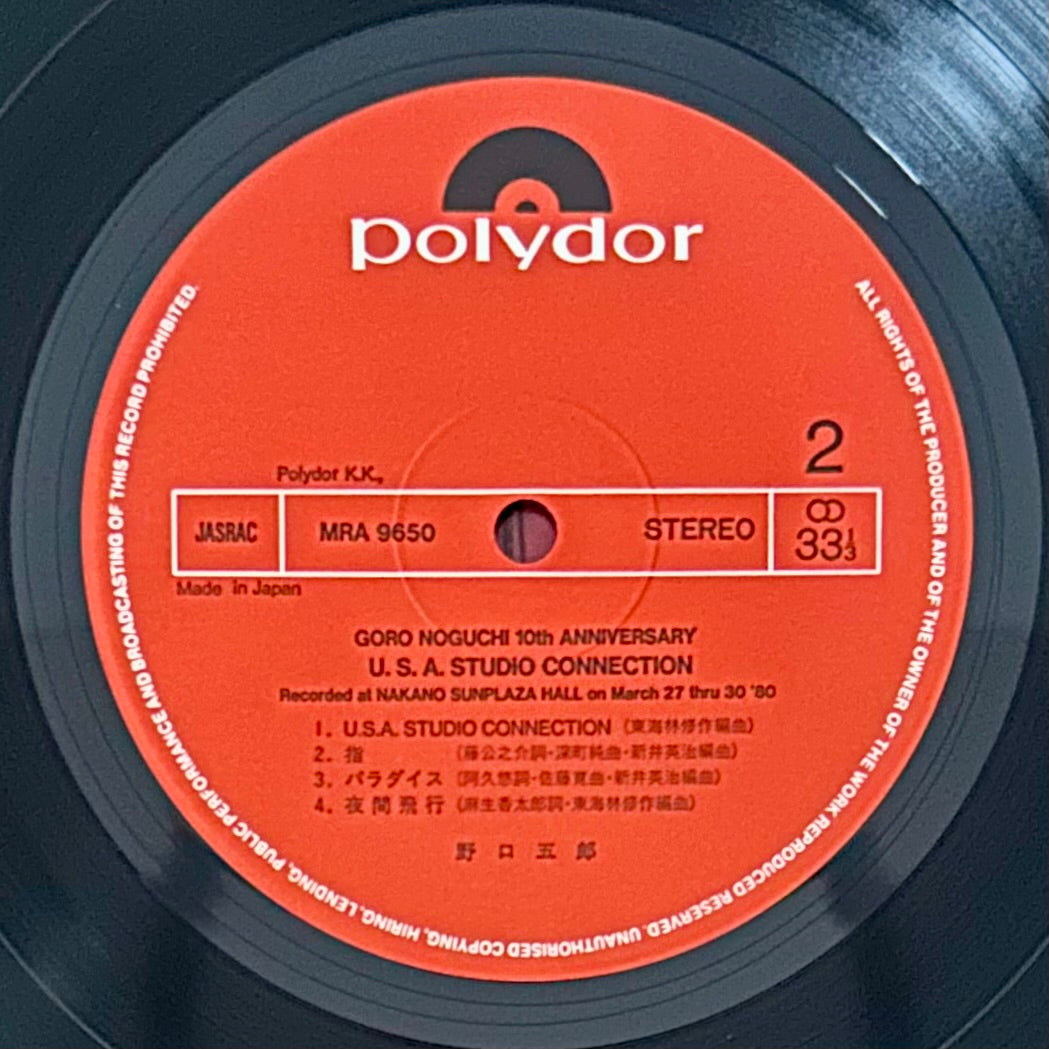 polydor
2
Polydor K.K.,
JASRAC MRA 9650 STEREO 33 1/3
Made in Japan
GORO NOGUCHI 10th ANNIVERSARY
U. S. A. STUDIO CONNECTION
Recorded at NAKANO SUNPLAZA HALL on March 27 thru 30 '80
1. U.S.A. STUDIO CONNECTION (東海林修作編曲)
2. 指 (藤公之介詞・深町純曲・新井英治編曲)
3. パラダイス (阿久悠詞・佐藤寛曲・新井英治編曲)
4. 夜間飛行 (麻生香太郎詞・東海林修作編曲)
野口五郎
ALL RIGHTS OF THE PRODUCER AND OF THE OWNER OF THE WORK REPRODUCED RESERVED. UNAUTHORISED COPYING, HIRING, LENDING, PUBLIC PERFORMANCE AND BROADCASTING OF THIS RECORD PROHIBITED.